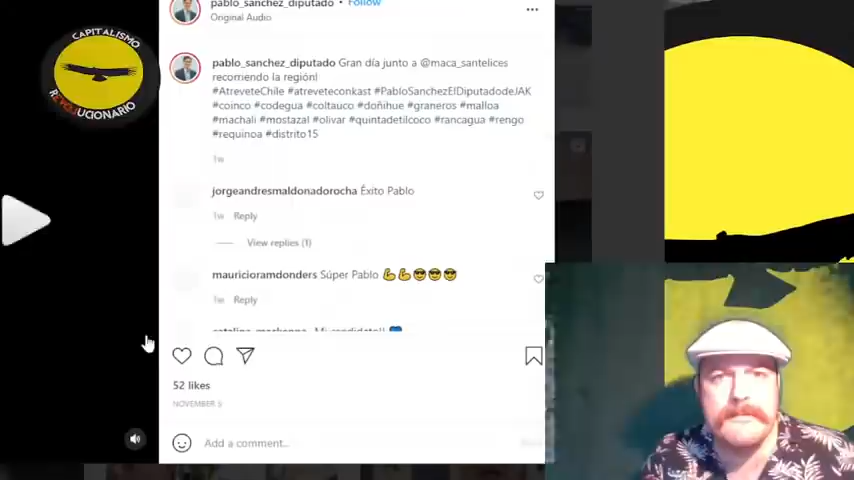 CAPITALISMO
REVOLUCIONARIO
pablo_sanchez_diputado • Follow
Original Audio
pablo_sanchez_diputado Gran día junto a @maca_santelices
recorriendo la región!
#AtreveteChile #atreveteconkast #PabloSanchezElDiputadodeJAK
#coinco #codegua #coltauco #doñihue #graneros #malloa
#machali #mostazal #olivar #quintadetilcoco #rancagua #rengo
#requinoa #distrito15
1w
jorgeandresmaldonadorocha Éxito Pablo
1w Reply
View replies (1)
mauricioramdonders Súper Pablo 💪💪😎😎😎
1w Reply
Mi candidato!! 💙
52 likes
NOVEMBER 5
Add a comment...